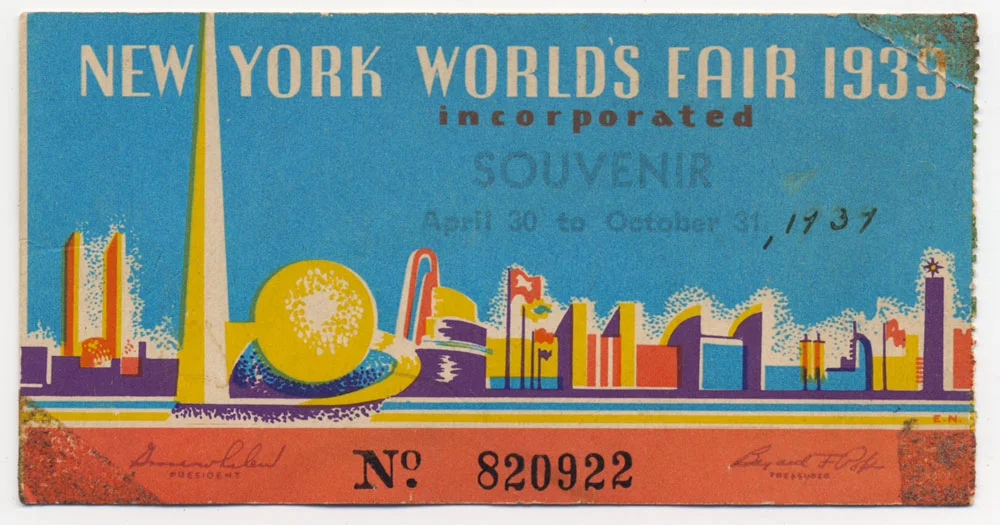 NEW YORK WORLD'S FAIR 1939
incorporated
SOUVENIR
April 30 to October 31, 1939
E.N.
PRESIDENT
TREASURER
Nº. 820922